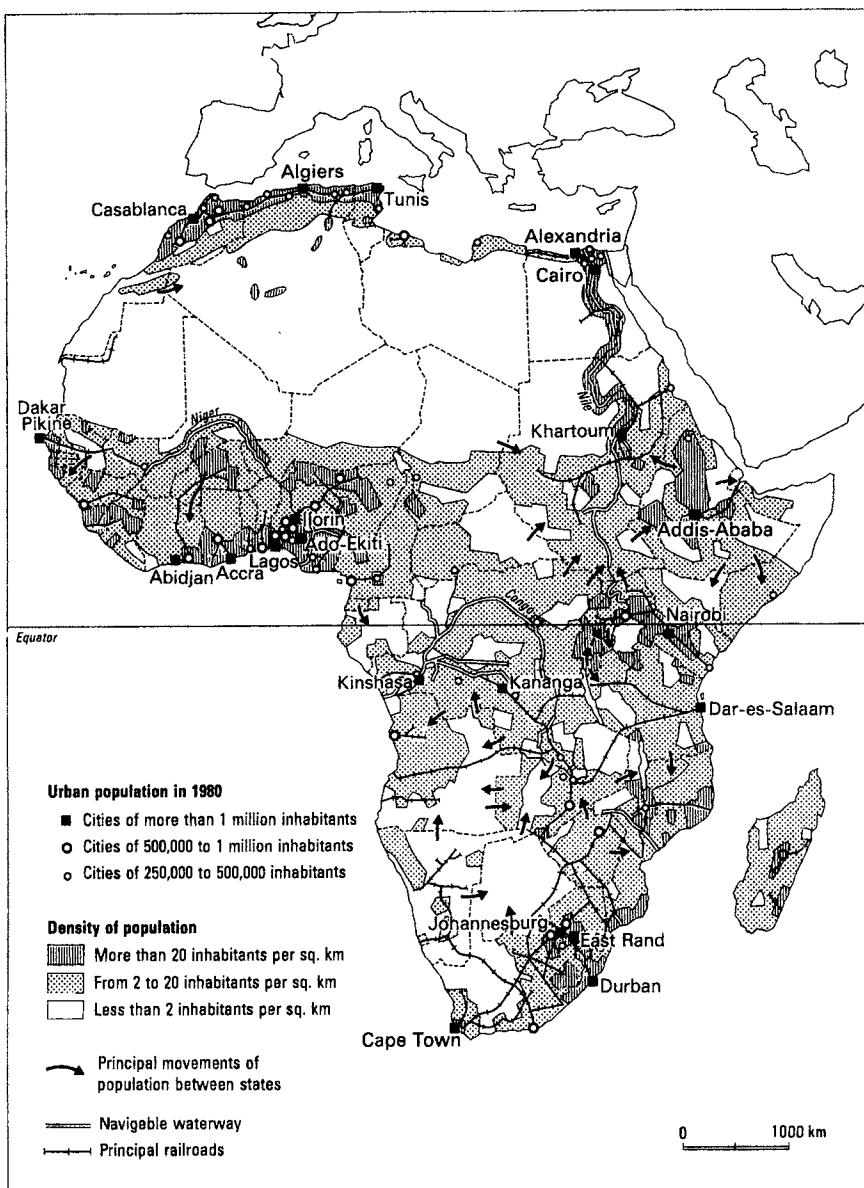 Algiers
Casablanca
Tunis
Alexandria
Cairo
Nile
Niger
Dakar
Pikine
Khartoum
Ilorin
Ado-Ekiti
Addis-Ababa
Lagos
Abidjan
Accra
Congo
Nairobi
Equator
Kinshasa
Kananga
Dar-es-Salaam
Urban population in 1980
Cities of more than 1 million inhabitants
Cities of 500,000 to 1 million inhabitants
Cities of 250,000 to 500,000 inhabitants
Density of population
More than 20 inhabitants per sq. km
From 2 to 20 inhabitants per sq. km
Less than 2 inhabitants per sq. km
Johannesburg
East Rand
Durban
Cape Town
Principal movements of
population between states
Navigable waterway
Principal railroads
0 1000 km